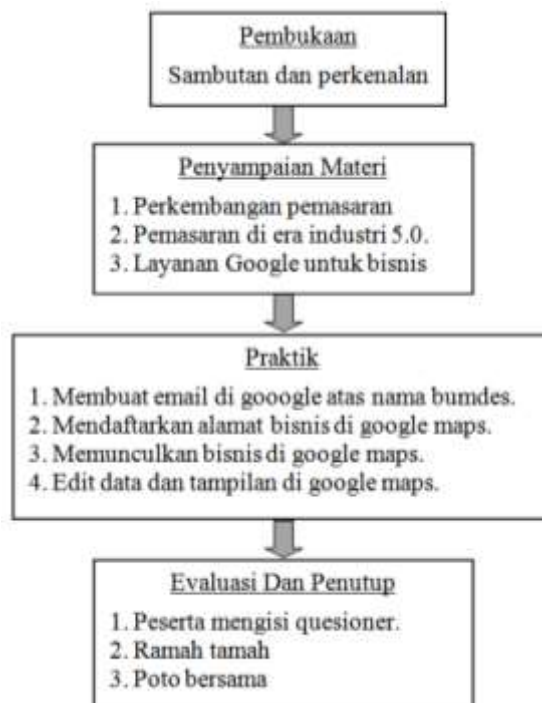 Pembukaan
Sambutan dan perkenalan
Penyampaian Materi
1. Perkembangan pemasaran
2. Pemasaran di era industri 5.0.
3. Layanan Google untuk bisnis
Praktik
1. Membuat email di gooogle atas nama bumdes.
2. Mendaftarkan alamat bisnis di google maps.
3. Memunculkan bisnis di google maps.
4. Edit data dan tampilan di google maps.
Evaluasi Dan Penutup
1. Peserta mengisi quesioner.
2. Ramah tamah
3. Poto bersama